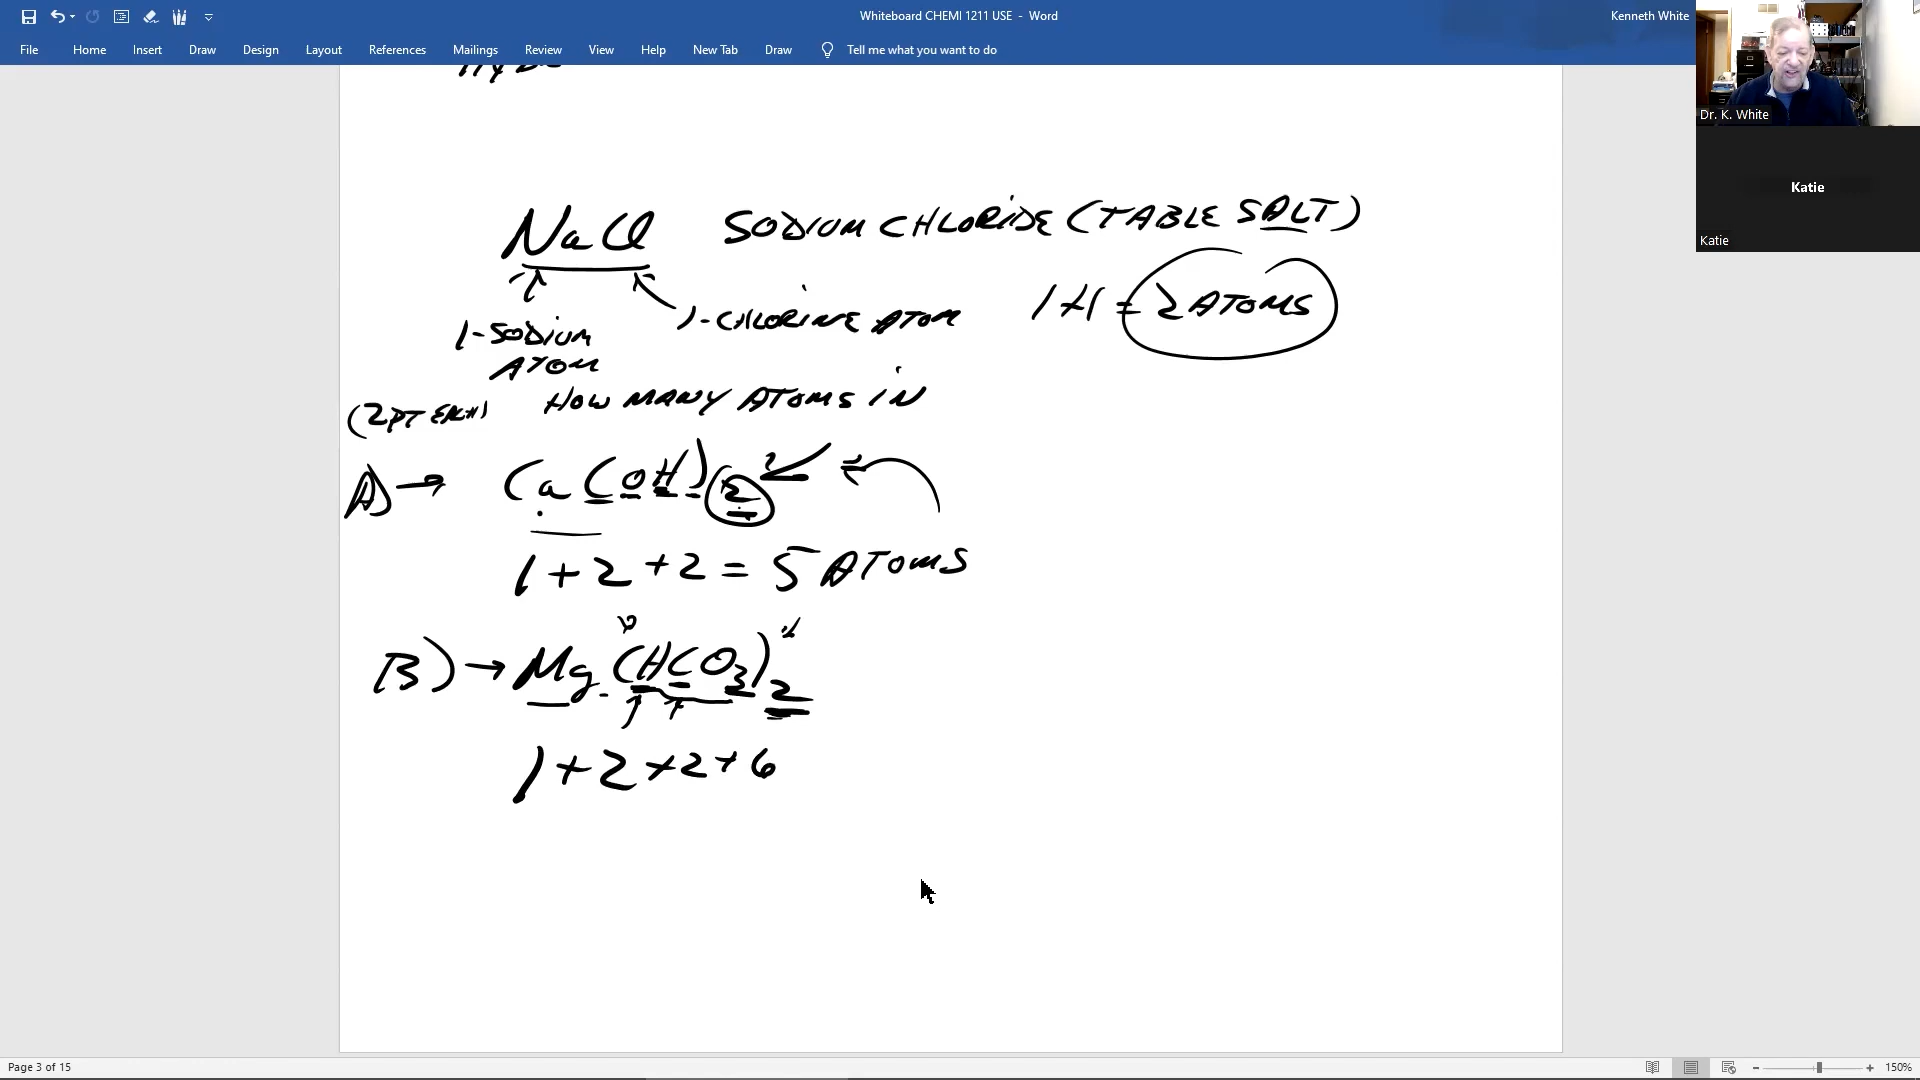 Whiteboard CHEMI 1211 USE - Word
Kenneth White
File Home Insert Draw Design Layout References Mailings Review View Help New Tab Draw Tell me what you want to do
Dr. K. White
Katie
Katie
NaCl SODIUM CHLORIDE (TABLE SALT)
1-SODIUM ATOM
1-CHLORINE ATOM
1+1 = 2 ATOMS
(2PT EACH) HOW MANY ATOMS IN
A) → Ca(OH)2
1+2+2 = 5 ATOMS
B) → Mg(HCO3)2
1+2+2+6
Page 3 of 15
150%